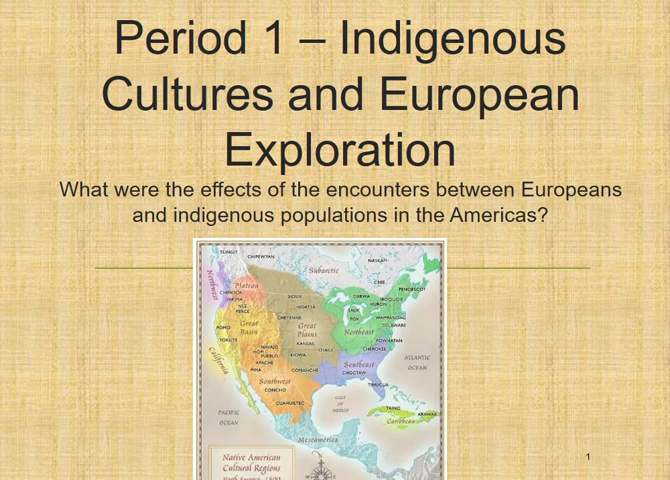 Period 1 – Indigenous
Cultures and European
Exploration
What were the effects of the encounters between Europeans
and indigenous populations in the Americas?
TLINGIT
CHIPEWYAN
NASKAPI
Subarctic
CREE
Northwest
Plateau
CHINOOK
YAKIMA
NEZ
PERCE
SIOUX
HIDATSA
CHEYENNE
OJIBWA
HURON
IROQUOIS
PENOBSCOT
SAUK
FOX
WAMPANOAG
DELAWARE
POWHATAN
POMO
Great
Basin
Great
Plains
Northeast
YOKUTS
California
NAVAJO
HOPI
PUEBLO
APACHE
PIMA
KANSAS
KIOWA
OSAGE
CHEROKEE
COMANCHE
Southeast
CHOCTAW
ATLANTIC
OCEAN
Southwest
CONCHO
TIMUCUA
CUAHUILTEC
GULF
OF
MEXICO
TAINO
ARAWAK
Caribbean
PACIFIC
OCEAN
Mesoamerica
Native American
Cultural Regions
1